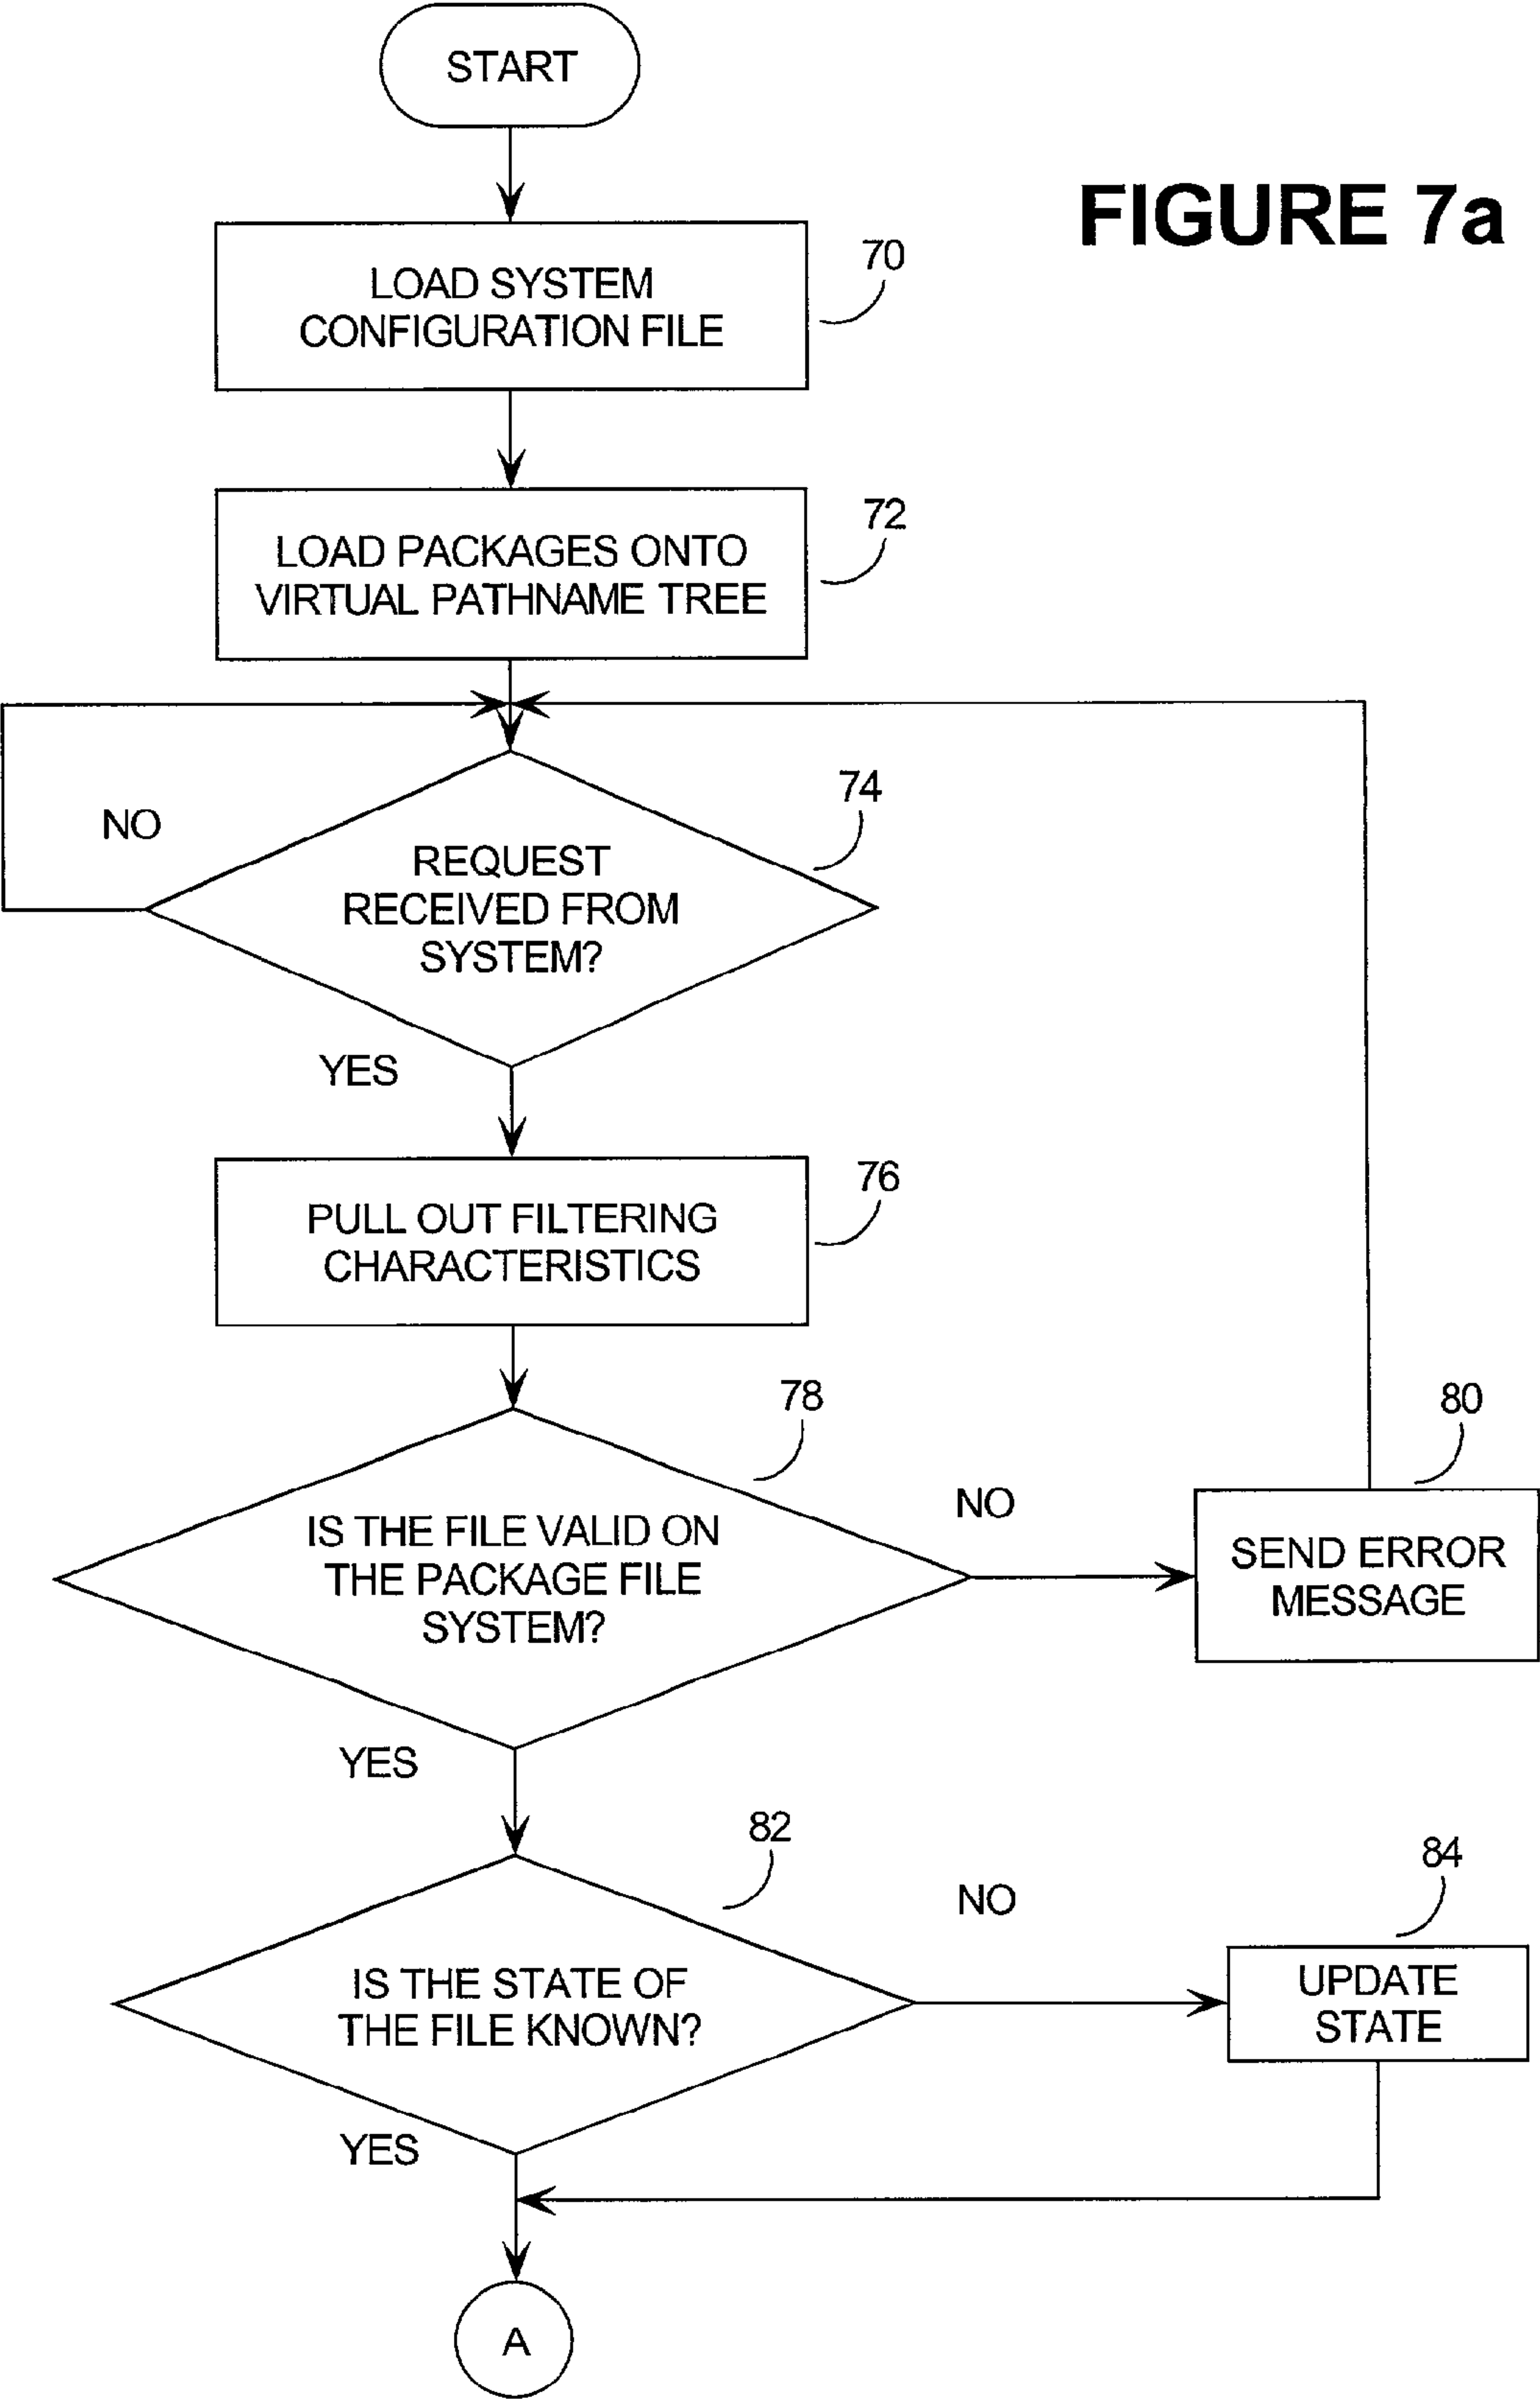 START
FIGURE 7a
70
LOAD SYSTEM
CONFIGURATION FILE
72
LOAD PACKAGES ONTO
VIRTUAL PATHNAME TREE
74
NO
REQUEST
RECEIVED FROM
SYSTEM?
YES
76
PULL OUT FILTERING
CHARACTERISTICS
78
80
NO
IS THE FILE VALID ON
THE PACKAGE FILE
SYSTEM?
SEND ERROR
MESSAGE
YES
82
84
NO
IS THE STATE OF
THE FILE KNOWN?
UPDATE
STATE
YES
A